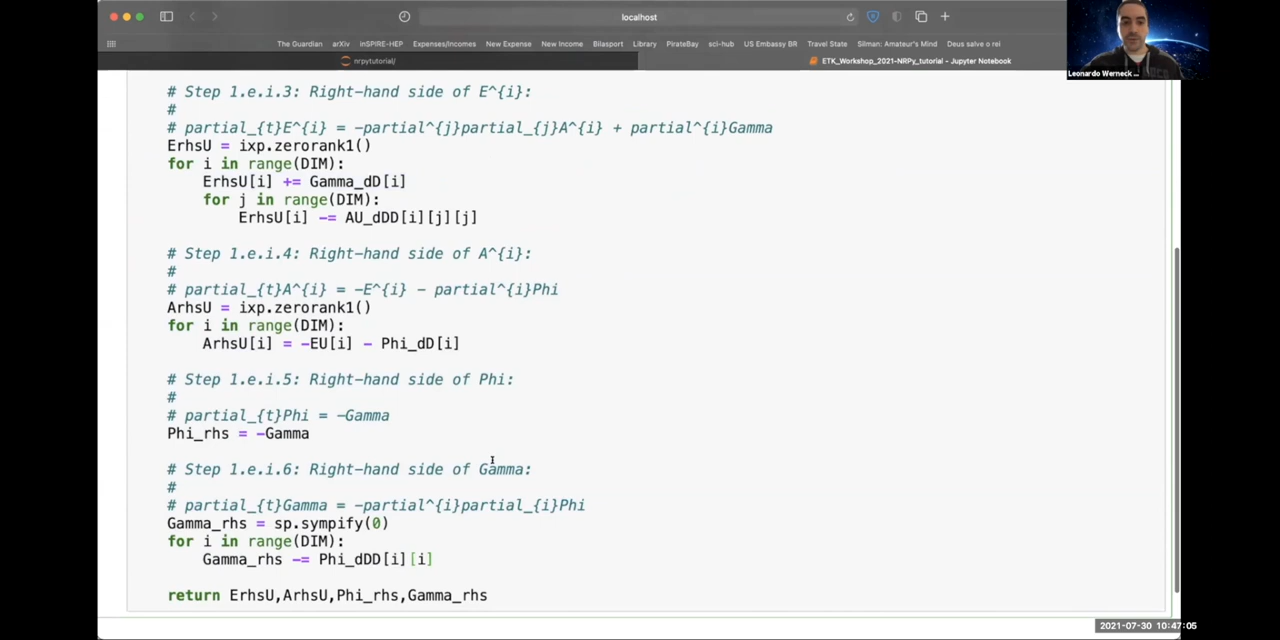 localhost
The Guardian arXiv inSPIRE-HEP Expenses/Incomes New Expense New Income Bilasport Library PirateBay sci-hub US Embassy BR Travel State Silman: Amateur's Mind Deus salve o rei
nrpytutorial/ ETK_Workshop_2021-NRPy_tutorial - Jupyter Notebook
Leonardo Werneck ...
# Step 1.e.i.3: Right-hand side of E^{i}:
#
# partial_{t}E^{i} = -partial^{j}partial_{j}A^{i} + partial^{i}Gamma
ErhsU = ixp.zerorank1()
for i in range(DIM):
    ErhsU[i] += Gamma_dD[i]
    for j in range(DIM):
        ErhsU[i] -= AU_dDD[i][j][j]
# Step 1.e.i.4: Right-hand side of A^{i}:
#
# partial_{t}A^{i} = -E^{i} - partial^{i}Phi
ArhsU = ixp.zerorank1()
for i in range(DIM):
    ArhsU[i] = -EU[i] - Phi_dD[i]
# Step 1.e.i.5: Right-hand side of Phi:
#
# partial_{t}Phi = -Gamma
Phi_rhs = -Gamma
# Step 1.e.i.6: Right-hand side of Gamma:
#
# partial_{t}Gamma = -partial^{i}partial_{i}Phi
Gamma_rhs = sp.sympify(0)
for i in range(DIM):
    Gamma_rhs -= Phi_dDD[i][i]
return ErhsU,ArhsU,Phi_rhs,Gamma_rhs
2021-07-30 10:47:05